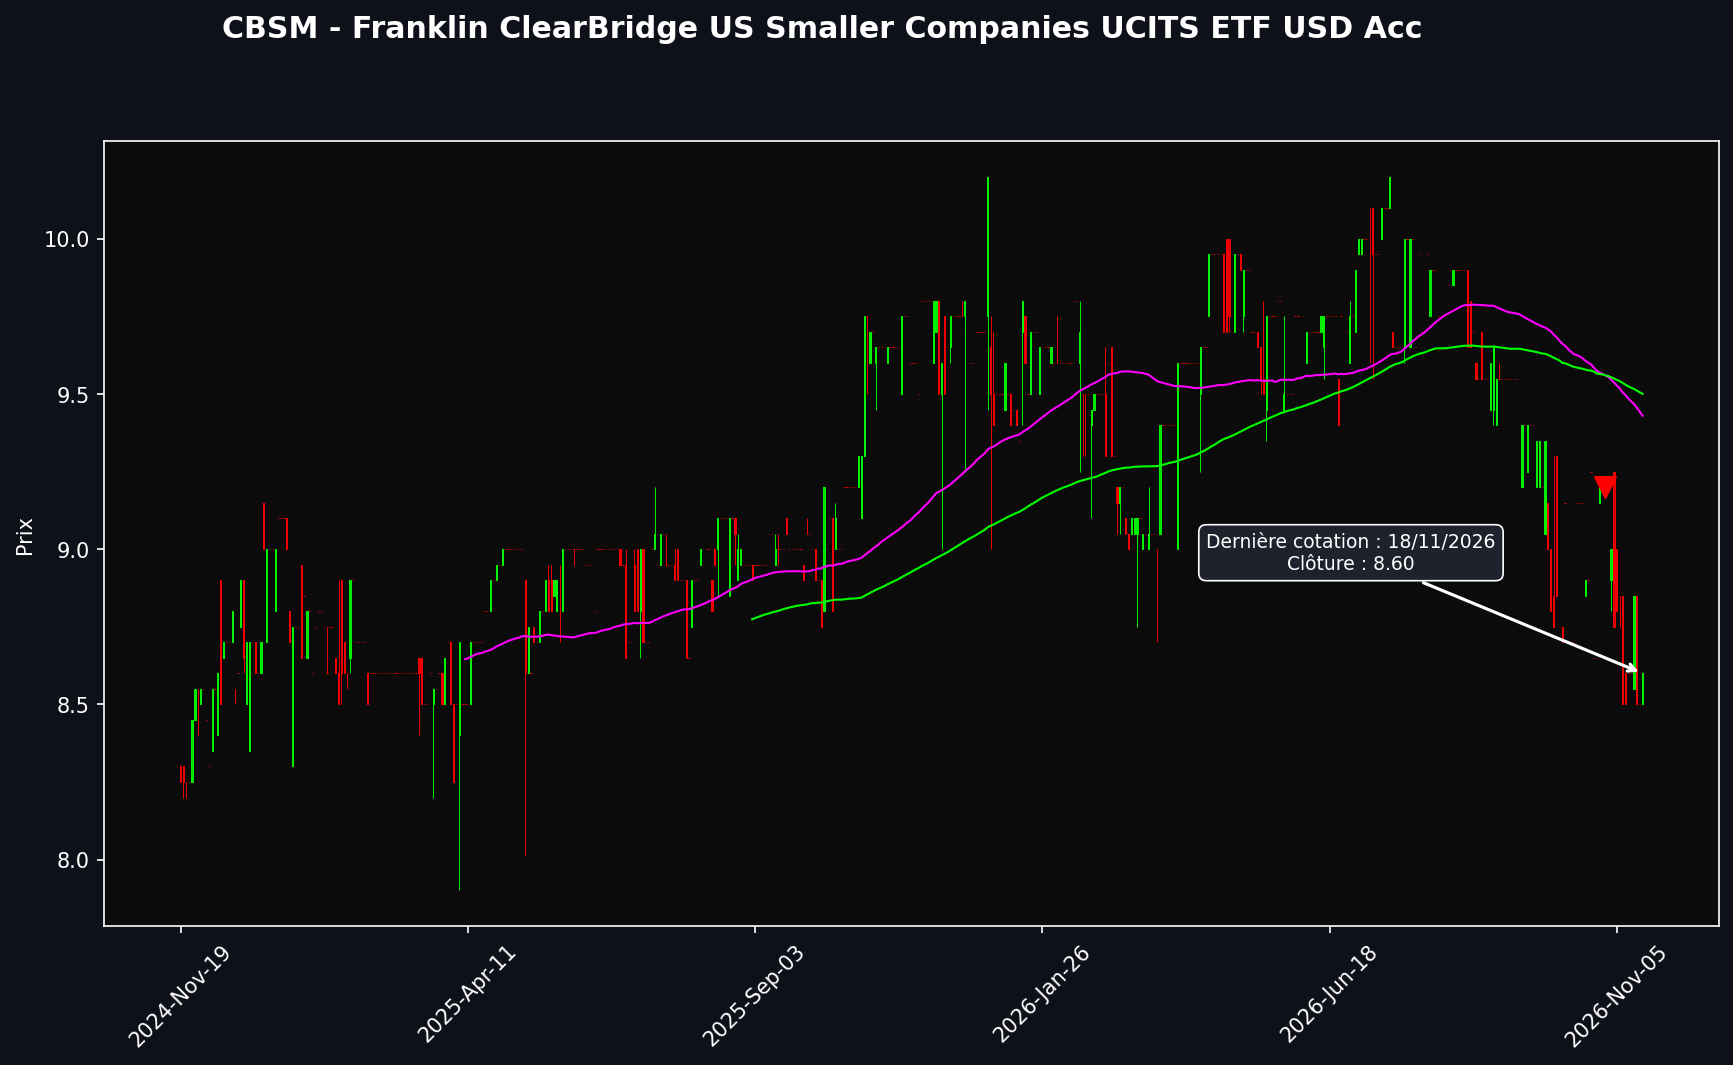 CBSM - Franklin ClearBridge US Smaller Companies UCITS ETF USD Acc
Prix
10.0
9.5
9.0
8.5
8.0
Dernière cotation : 18/11/2026
Clôture : 8.60
2024-Nov-19
2025-Apr-11
2025-Sep-03
2026-Jan-26
2026-Jun-18
2026-Nov-05